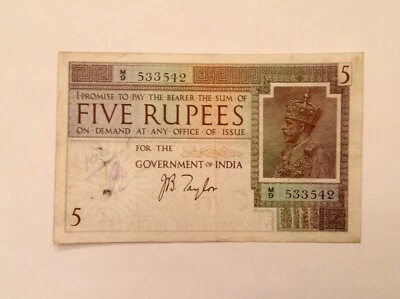 M/9 533542
5
I PROMISE TO PAY THE BEARER THE SUM OF
FIVE RUPEES
ON DEMAND AT ANY OFFICE OF ISSUE
FOR THE
GOVERNMENT OF INDIA
J B Taylor
M/9 533542
5